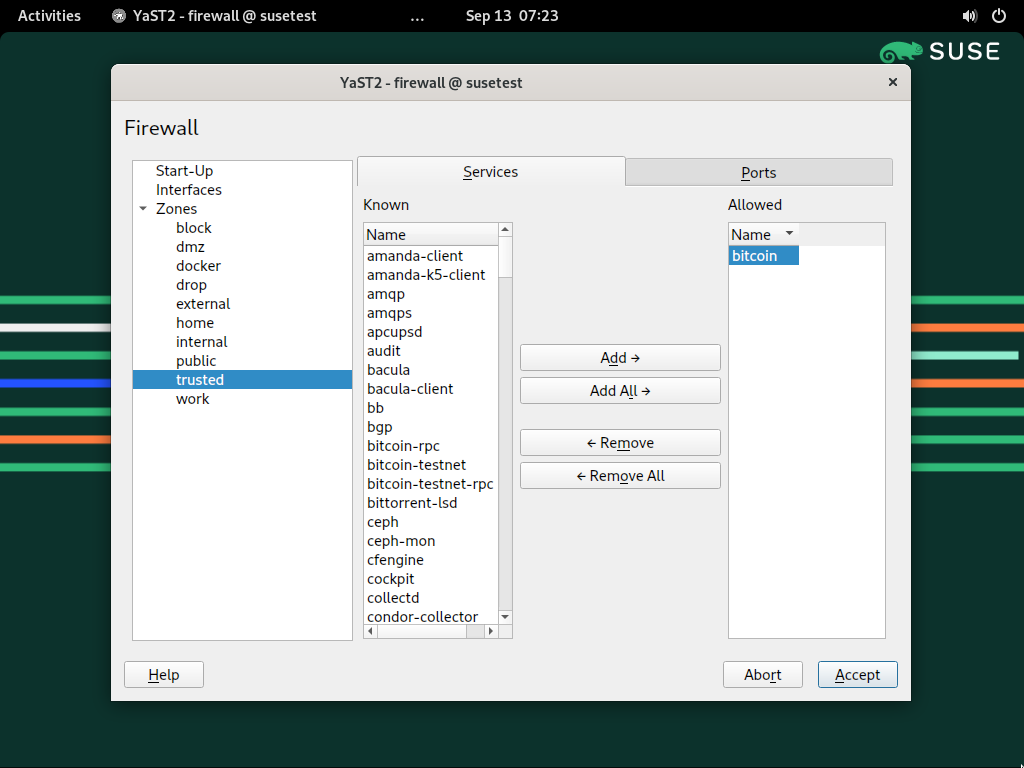 Activities
YaST2 - firewall @ susetest
...
Sep 13 07:23
SUSE
YaST2 - firewall @ susetest
Firewall
Start-Up
Interfaces
Zones
block
dmz
docker
drop
external
home
internal
public
trusted
work
Services
Ports
Known
Name
amanda-client
amanda-k5-client
amqp
amqps
apcupsd
audit
bacula
bacula-client
bb
bgp
bitcoin-rpc
bitcoin-testnet
bitcoin-testnet-rpc
bittorrent-lsd
ceph
ceph-mon
cfengine
cockpit
collectd
condor-collector
Add →
Add All →
← Remove
← Remove All
Allowed
Name
bitcoin
Help
Abort
Accept